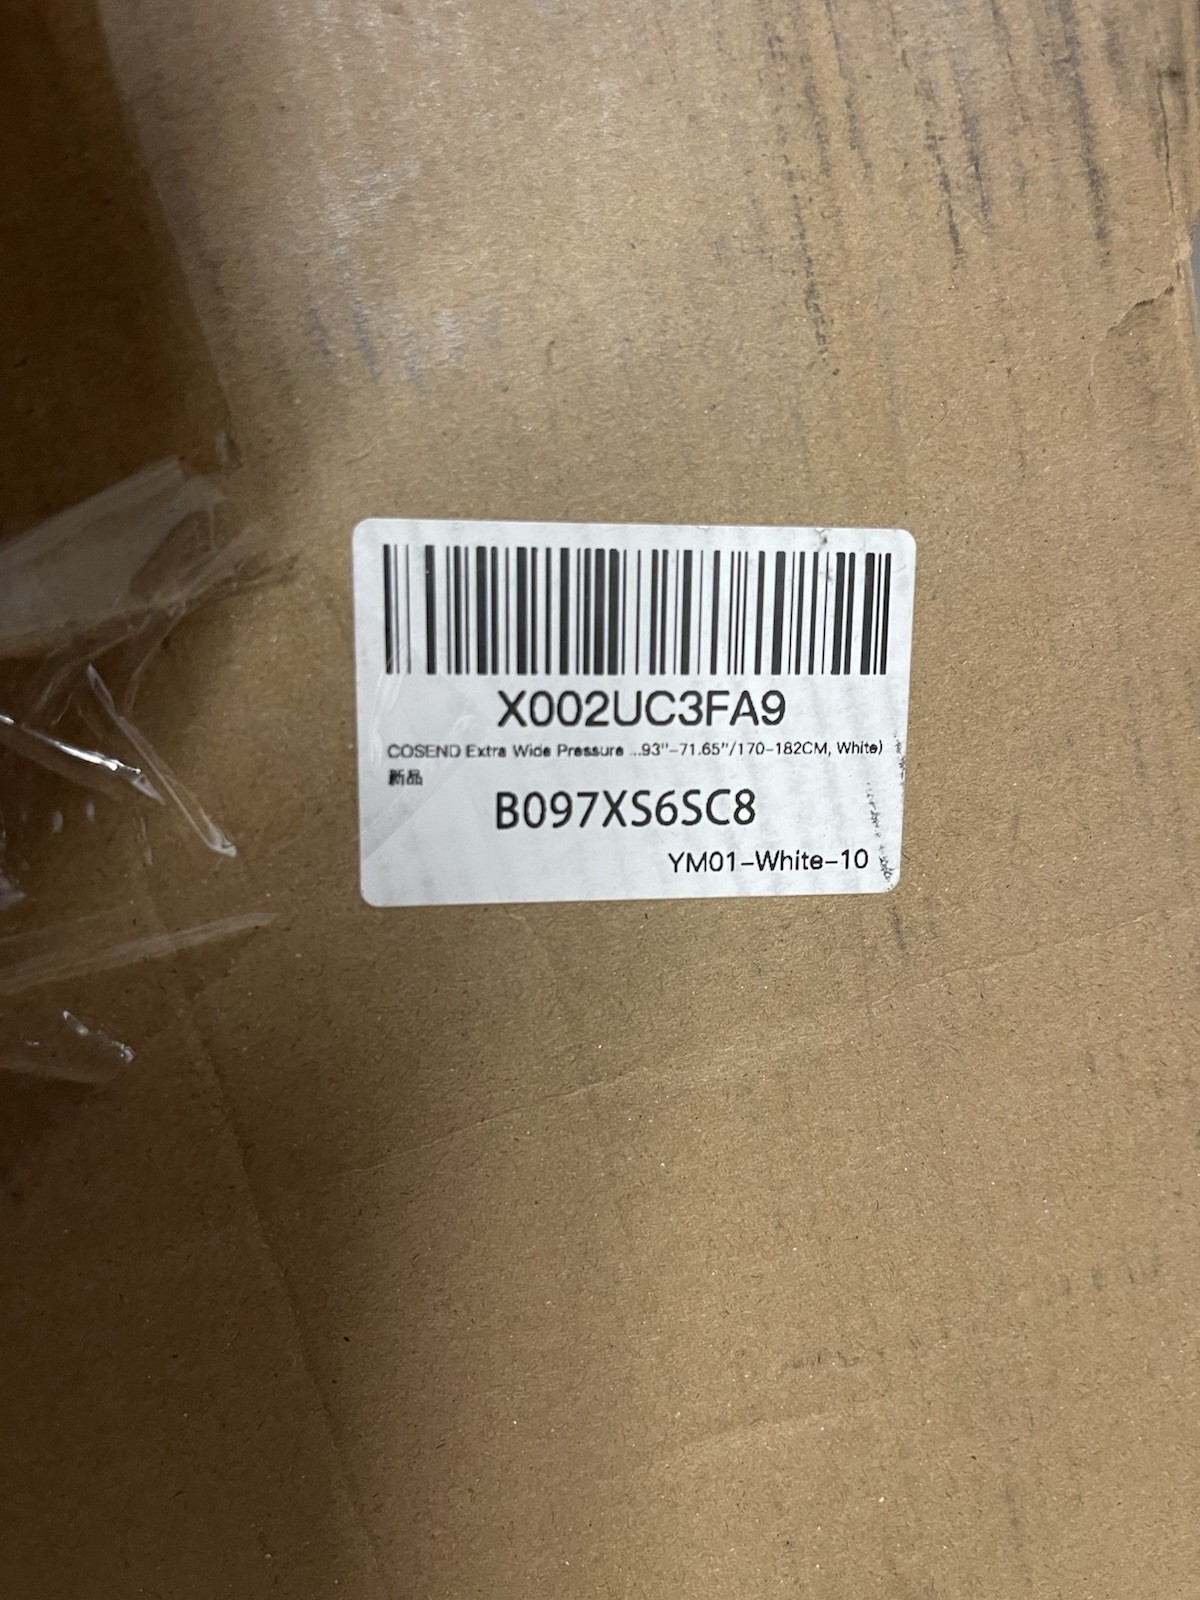 X002UC3FA9
COSEND Extra Wide Pressure ...93"-71.65"/170-182CM, White)
新品
B097XS6SC8
YM01-White-10